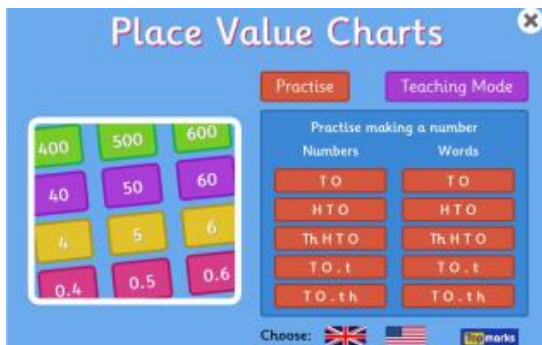 Place Value Charts
Practise
Teaching Mode
Practise making a number
Numbers
Words
T O
T O
H T O
H T O
Th H T O
Th H T O
T O . t
T O . t
T O . th
T O . th
400 500 600
40 50 60
4 5 6
0.4 0.5 0.6
Choose:
Topmarks